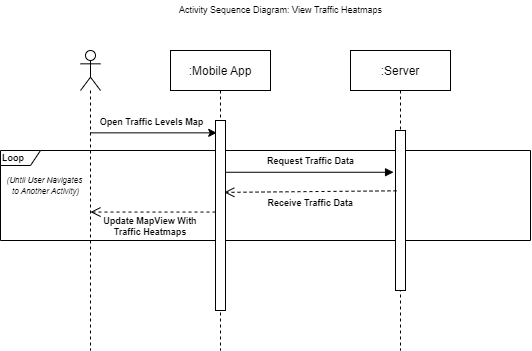 Activity Sequence Diagram: View Traffic Heatmaps
:Mobile App
:Server
Open Traffic Levels Map
Loop
(Until User Navigates
to Another Activity)
Request Traffic Data
Receive Traffic Data
Update MapView With
Traffic Heatmaps